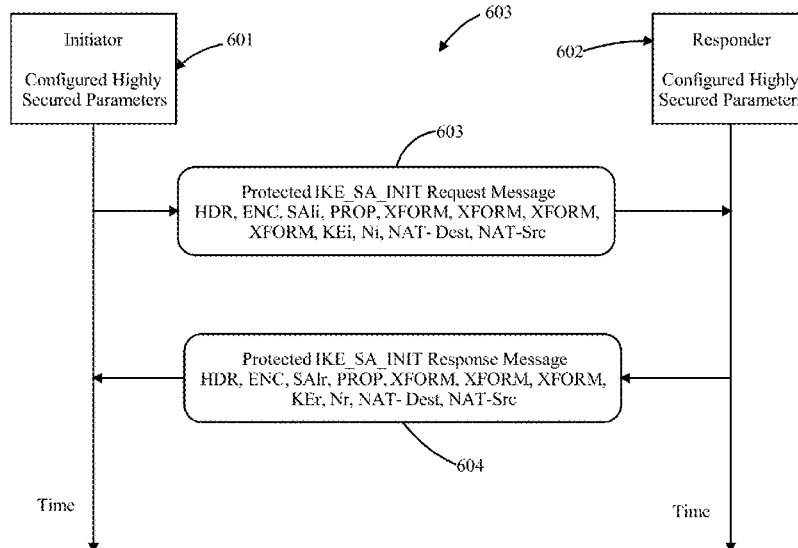 Initiator
Configured Highly
Secured Parameters
601
603
602
Responder
Configured Highly
Secured Parameters
603
Protected IKE_SA_INIT Request Message
HDR, ENC, SAIi, PROP, XFORM, XFORM, XFORM,
XFORM, KEi, Ni, NAT- Dest, NAT-Src
Protected IKE_SA_INIT Response Message
HDR, ENC, SAIr, PROP, XFORM, XFORM, XFORM,
KEr, Nr, NAT- Dest, NAT-Src
604
Time
Time